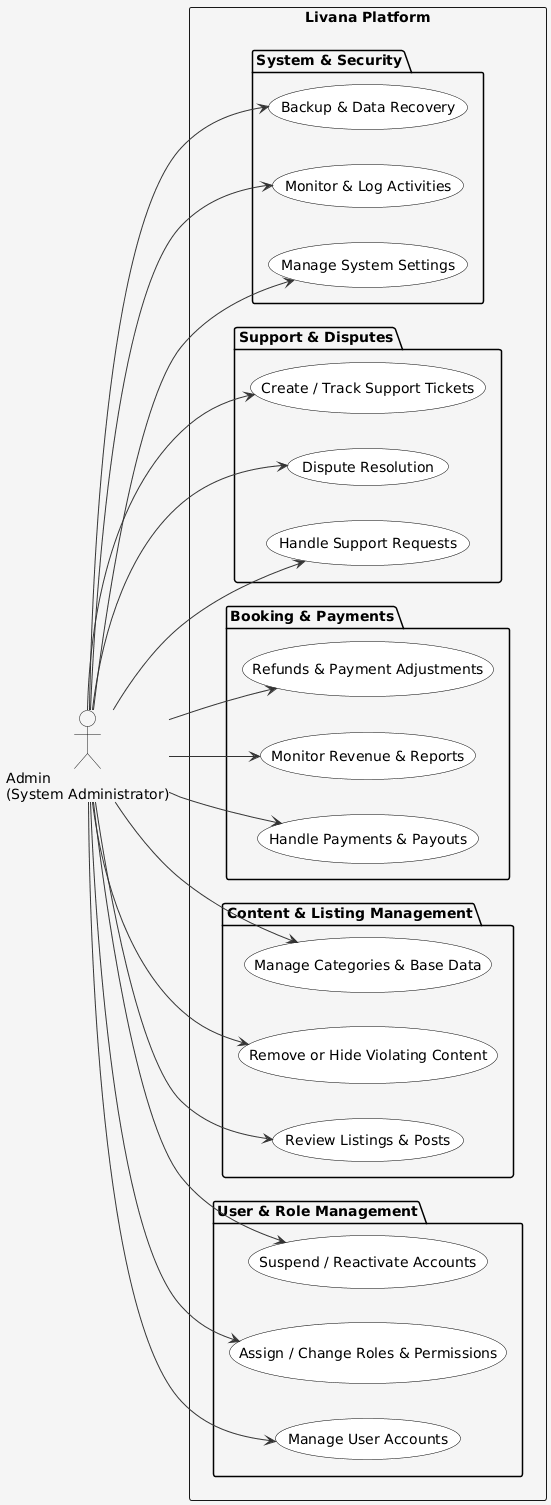 Livana Platform
System & Security
Backup & Data Recovery
Monitor & Log Activities
Manage System Settings
Support & Disputes
Create / Track Support Tickets
Dispute Resolution
Handle Support Requests
Booking & Payments
Refunds & Payment Adjustments
Monitor Revenue & Reports
Admin
(System Administrator)
Handle Payments & Payouts
Content & Listing Management
Manage Categories & Base Data
Remove or Hide Violating Content
Review Listings & Posts
User & Role Management
Suspend / Reactivate Accounts
Assign / Change Roles & Permissions
Manage User Accounts